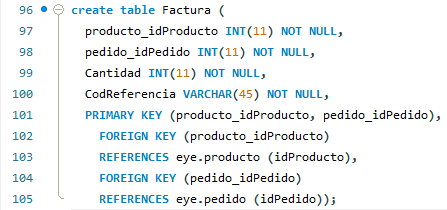 96 create table Factura (
97 producto_idProducto INT(11) NOT NULL,
98 pedido_idPedido INT(11) NOT NULL,
99 Cantidad INT(11) NOT NULL,
100 CodReferencia VARCHAR(45) NOT NULL,
101 PRIMARY KEY (producto_idProducto, pedido_idPedido),
102 FOREIGN KEY (producto_idProducto)
103 REFERENCES eye.producto (idProducto),
104 FOREIGN KEY (pedido_idPedido)
105 REFERENCES eye.pedido (idPedido));